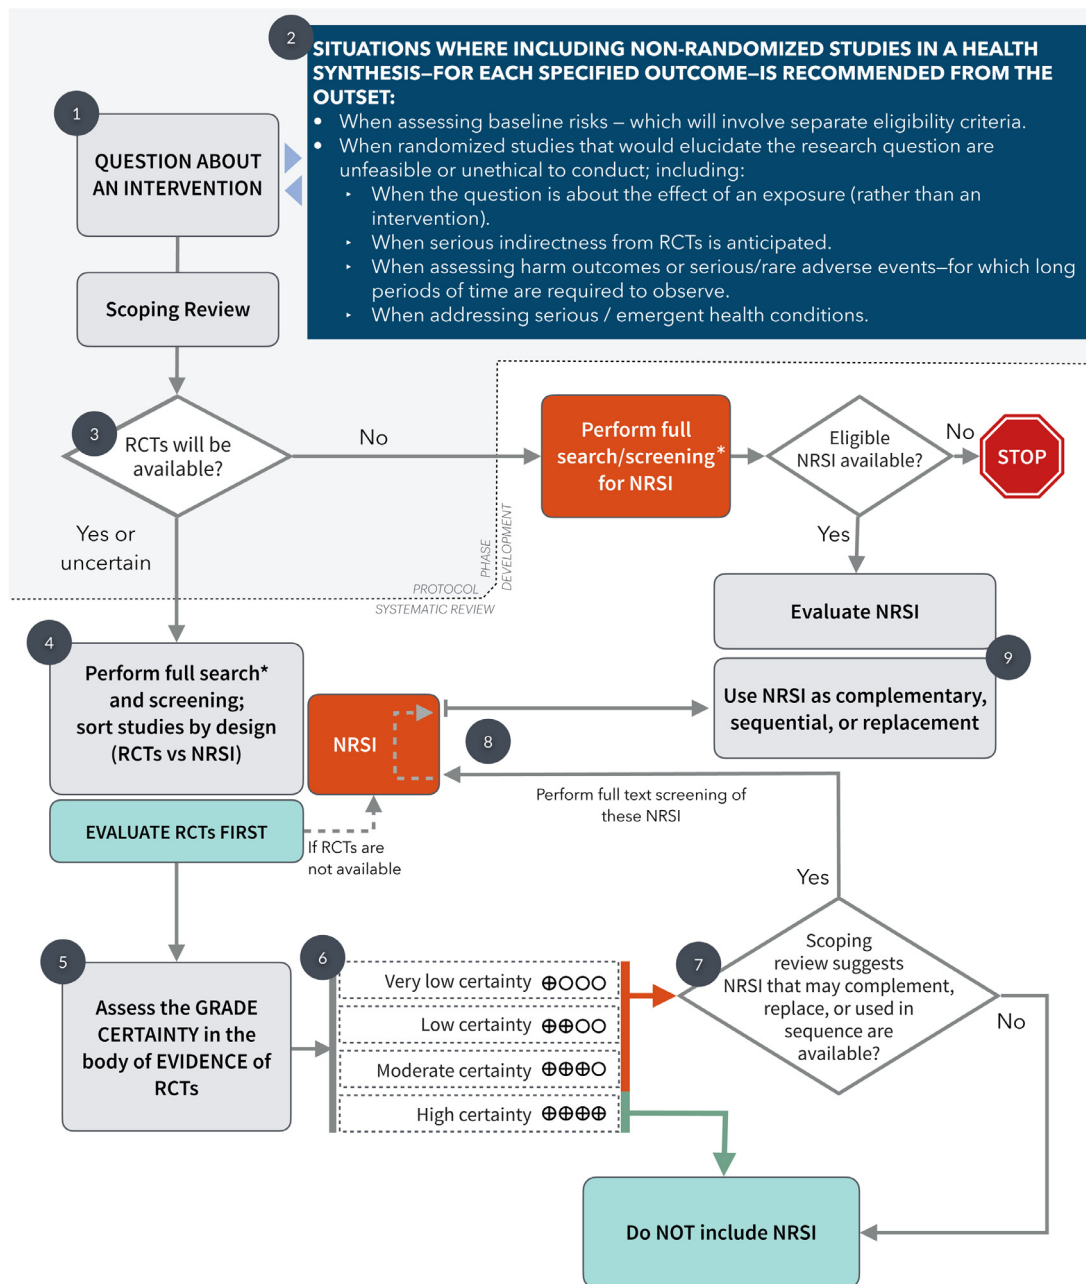 2
SITUATIONS WHERE INCLUDING NON-RANDOMIZED STUDIES IN A HEALTH
SYNTHESIS—FOR EACH SPECIFIED OUTCOME—IS RECOMMENDED FROM THE
OUTSET:
• When assessing baseline risks – which will involve separate eligibility criteria.
• When randomized studies that would elucidate the research question are
unfeasible or unethical to conduct; including:
‣ When the question is about the effect of an exposure (rather than an
intervention).
‣ When serious indirectness from RCTs is anticipated.
‣ When assessing harm outcomes or serious/rare adverse events—for which long
periods of time are required to observe.
‣ When addressing serious / emergent health conditions.
1
QUESTION ABOUT
AN INTERVENTION
Scoping Review
3
RCTs will be
available?
No
Yes or
uncertain
Perform full
search/screening*
for NRSI
Eligible
NRSI available?
No
STOP
Yes
PROTOCOL
PHASE
DEVELOPMENT
SYSTEMATIC REVIEW
Evaluate NRSI
9
Use NRSI as complementary,
sequential, or replacement
4
Perform full search*
and screening;
sort studies by design
(RCTs vs NRSI)
NRSI
8
Perform full text screening of
these NRSI
EVALUATE RCTs FIRST
If RCTs are
not available
5
Assess the GRADE
CERTAINTY in the
body of EVIDENCE of
RCTs
6
Very low certainty ⊕○○○
Low certainty ⊕⊕○○
Moderate certainty ⊕⊕⊕○
High certainty ⊕⊕⊕⊕
7
Scoping
review suggests
NRSI that may complement,
replace, or used in
sequence are
available?
Yes
No
Do NOT include NRSI